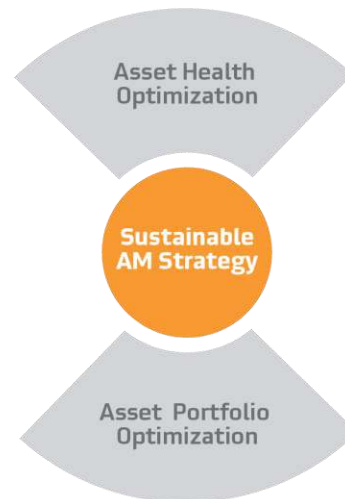 Asset Health
Optimization
Sustainable
AM Strategy
Asset Portfolio
Optimization